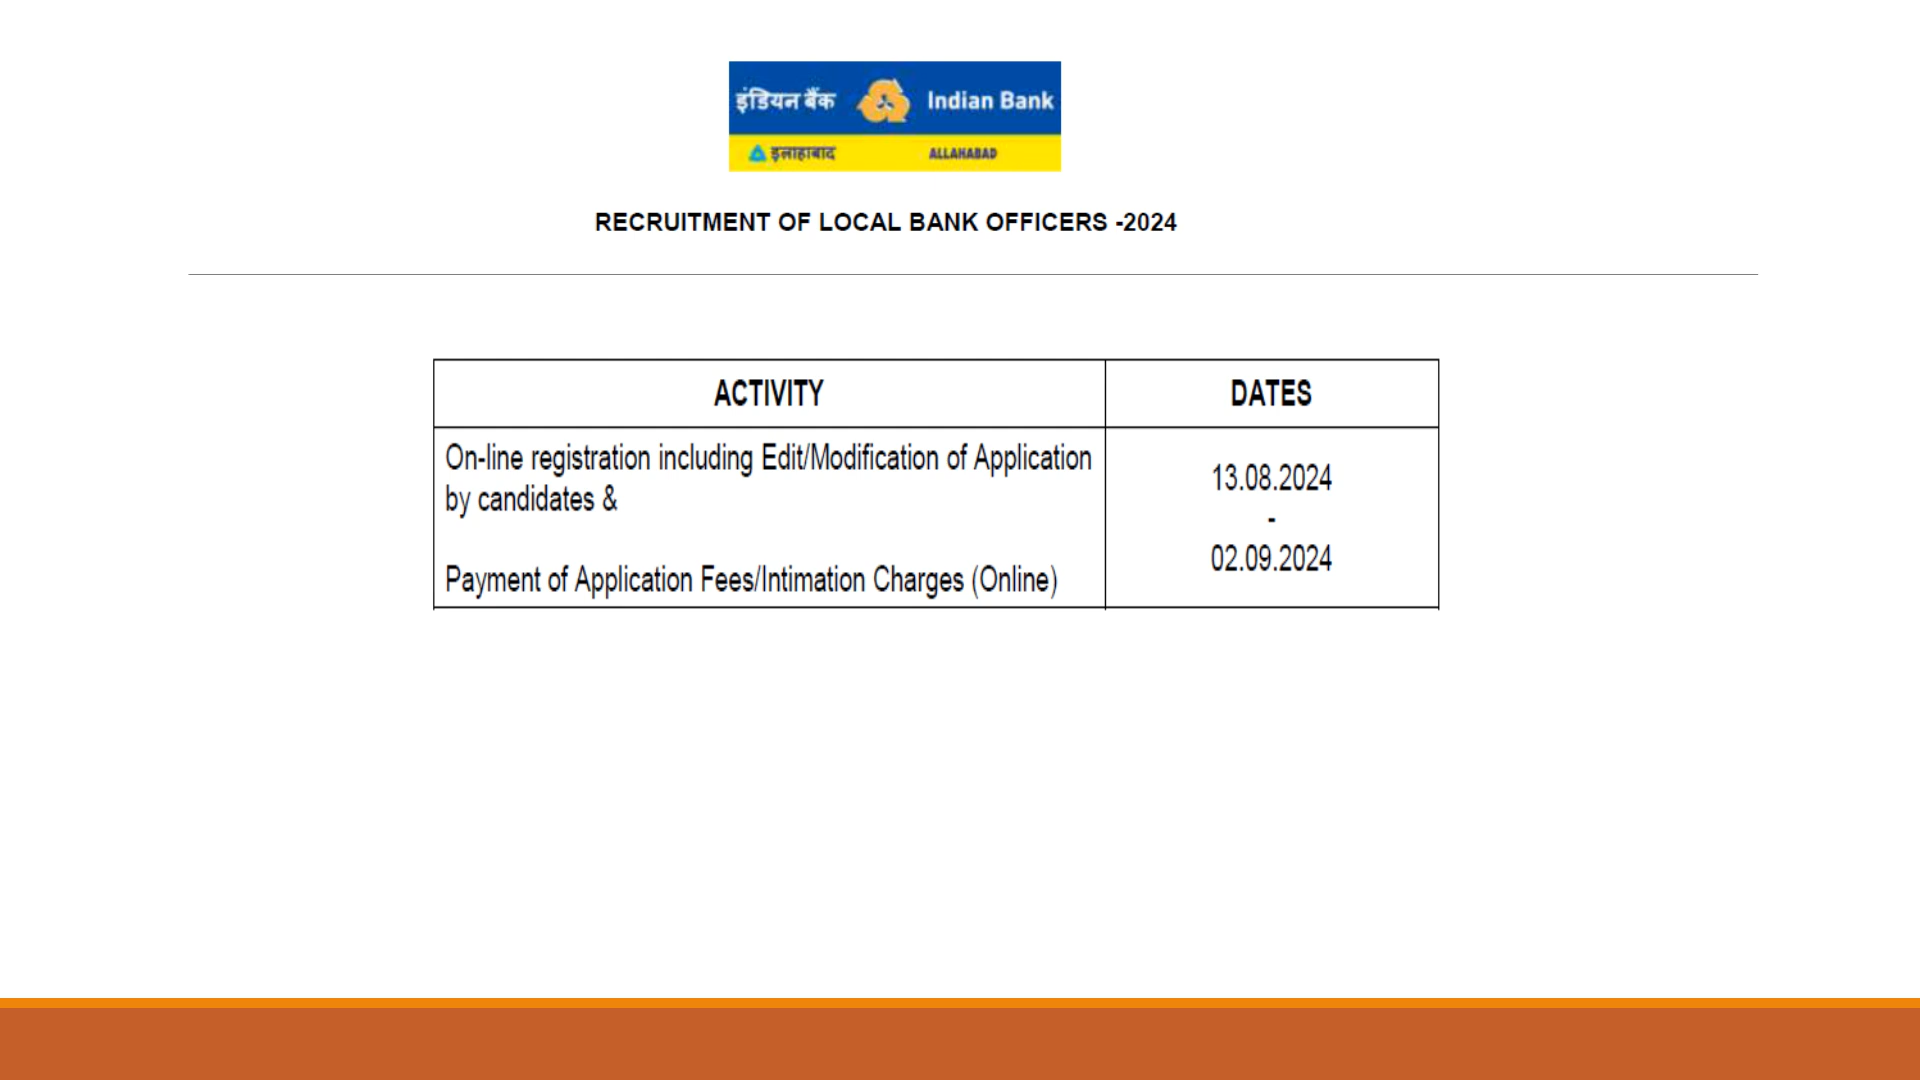 इंडियन बैंक Indian Bank
इलाहाबाद ALLAHABAD
RECRUITMENT OF LOCAL BANK OFFICERS -2024
ACTIVITY DATES
On-line registration including Edit/Modification of Application
by candidates &
Payment of Application Fees/Intimation Charges (Online)
13.08.2024
-
02.09.2024